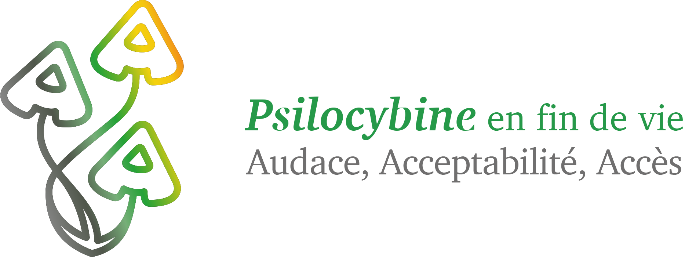 Psilocybine en fin de vie
Audace, Acceptabilité, Accès